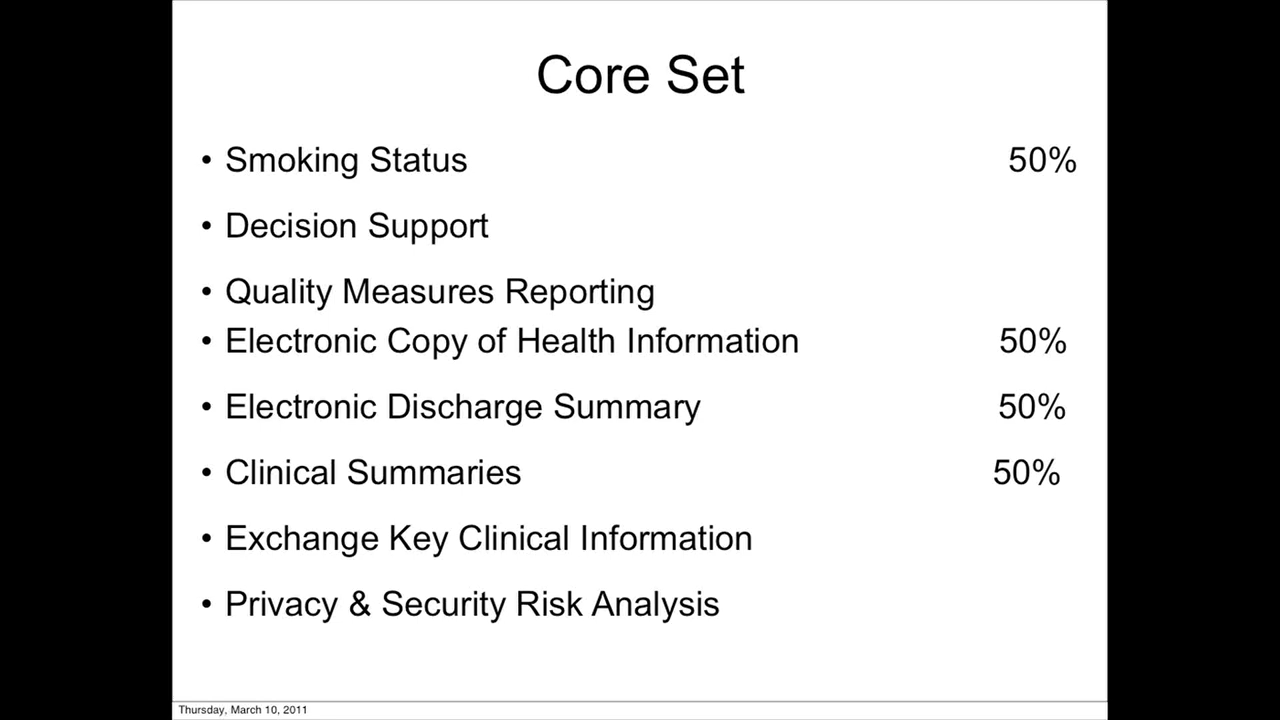 Core Set
• Smoking Status 50%
• Decision Support
• Quality Measures Reporting
• Electronic Copy of Health Information 50%
• Electronic Discharge Summary 50%
• Clinical Summaries 50%
• Exchange Key Clinical Information
• Privacy & Security Risk Analysis
Thursday, March 10, 2011